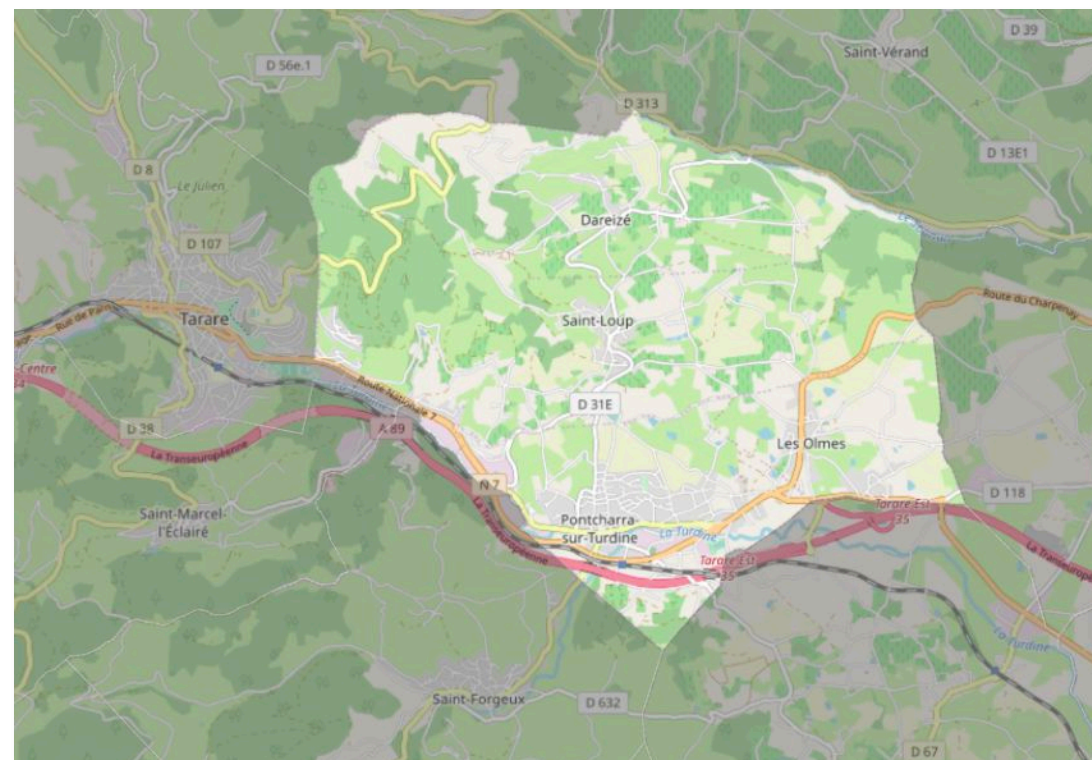 D 39
Saint-Vérand
D 56e.1
D 313
D 13E1
D 8
Le Julien
Dareizé
D 107
Route du Charpenay
Rue de Paris
Tarare
Saint-Loup
-Centre
Route Nationale 7
D 31E
D 38
A 89
Les Olmes
La Transeuropéenne
N 7
D 118
Saint-Marcel-
l'Éclairé
Tarare Est
35
Pontcharra-
sur-Turdine
La Turdine
La Transeuropéenne
Tarare Est
35
La Transeuropé
La Turdine
Saint-Forgeux
D 632
D 67